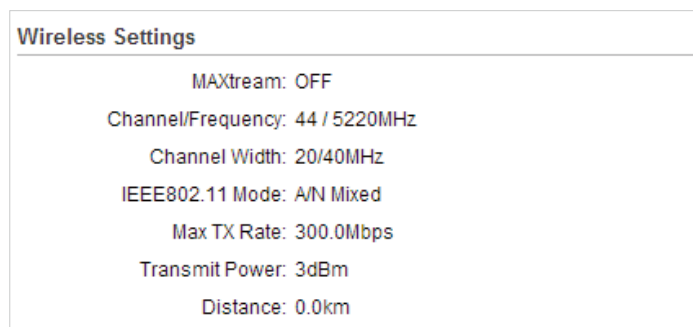 Wireless Settings
MAXtream: OFF
Channel/Frequency: 44 / 5220MHz
Channel Width: 20/40MHz
IEEE802.11 Mode: A/N Mixed
Max TX Rate: 300.0Mbps
Transmit Power: 3dBm
Distance: 0.0km